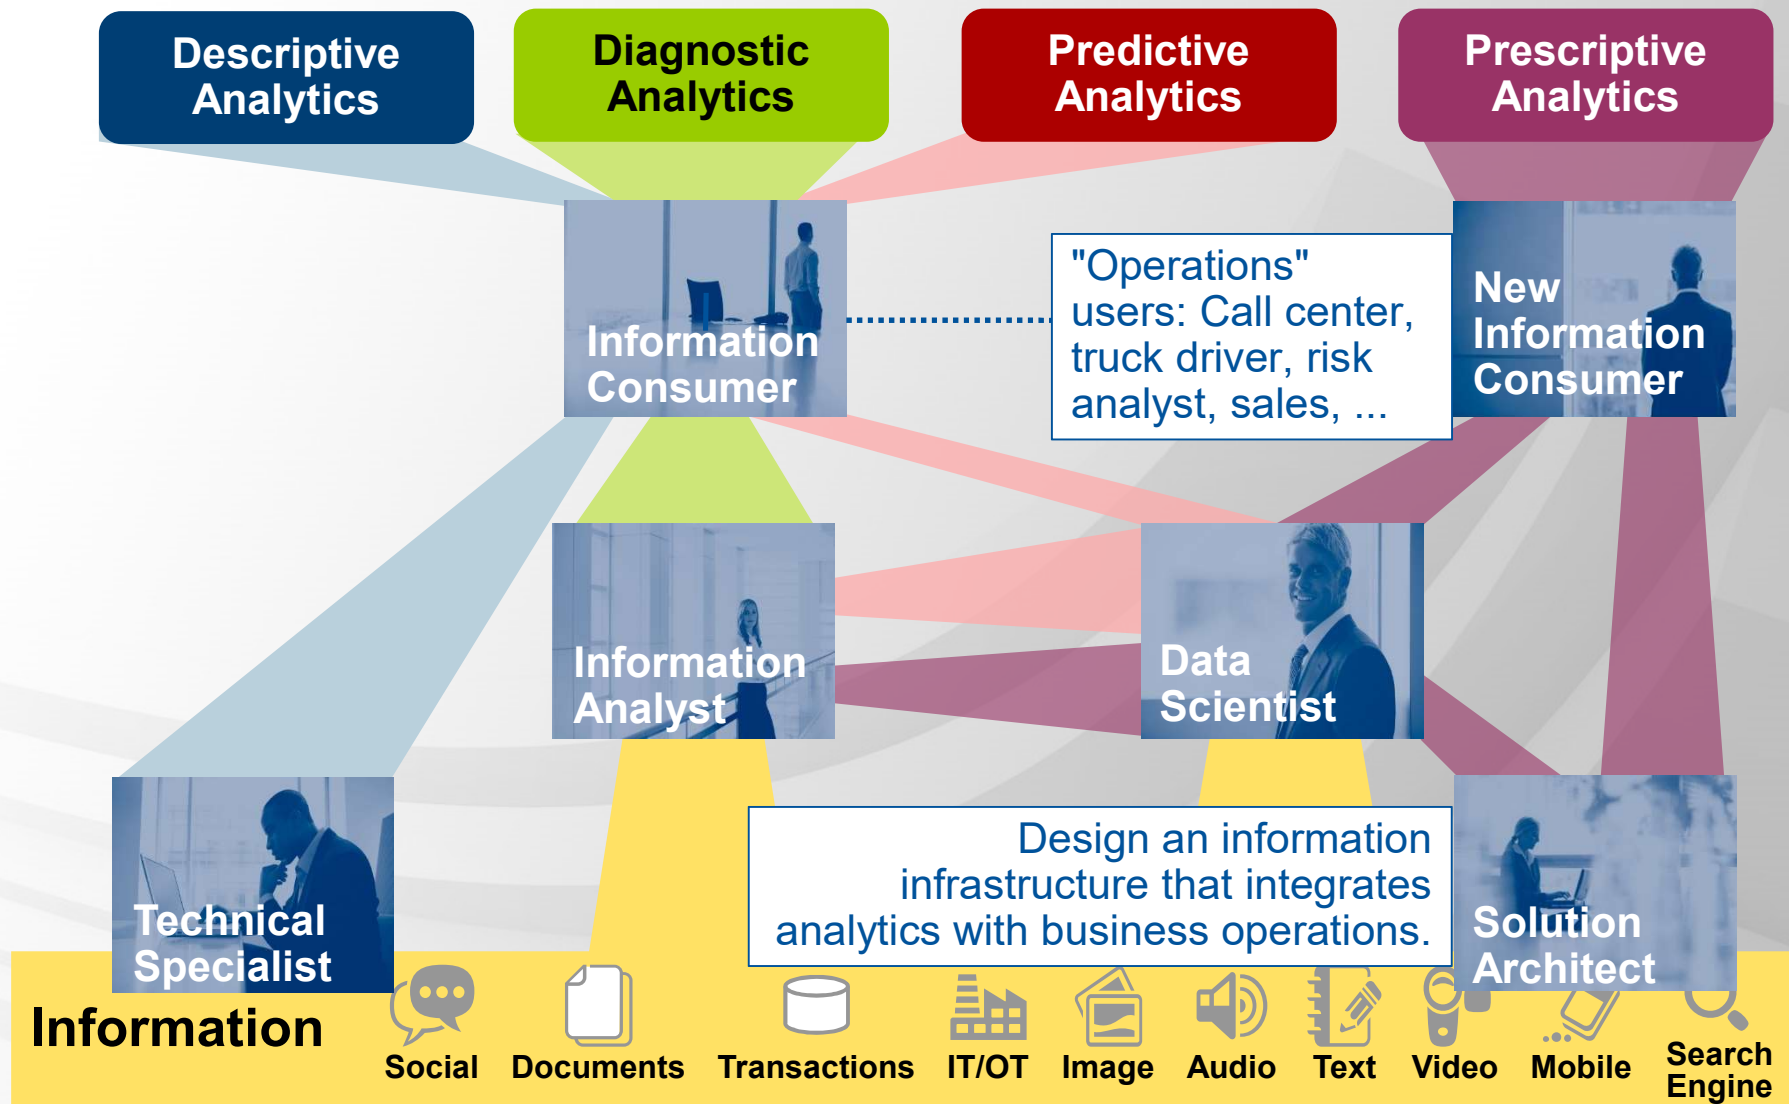 Descriptive
Analytics
Diagnostic
Analytics
Predictive
Analytics
Prescriptive
Analytics
Information
Consumer
"Operations"
users: Call center,
truck driver, risk
analyst, sales, ...
New
Information
Consumer
Information
Analyst
Data
Scientist
Technical
Specialist
Design an information
infrastructure that integrates
analytics with business operations.
Solution
Architect
Information
Social
Documents
Transactions
IT/OT
Image
Audio
Text
Video
Mobile
Search
Engine